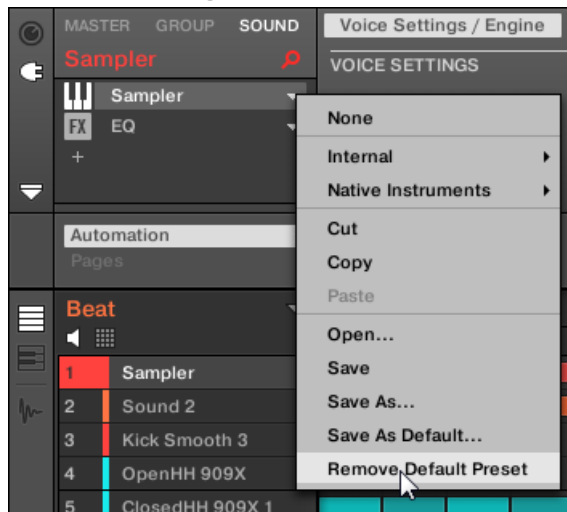 MASTER GROUP SOUND
Sampler
Sampler
FX EQ
+
Automation
Pages
Beat
1 Sampler
2 Sound 2
3 Kick Smooth 3
4 OpenHH 909X
5 ClosedHH 909X 1
Voice Settings / Engine
VOICE SETTINGS
None
Internal
Native Instruments
Cut
Copy
Paste
Open...
Save
Save As...
Save As Default...
Remove Default Preset